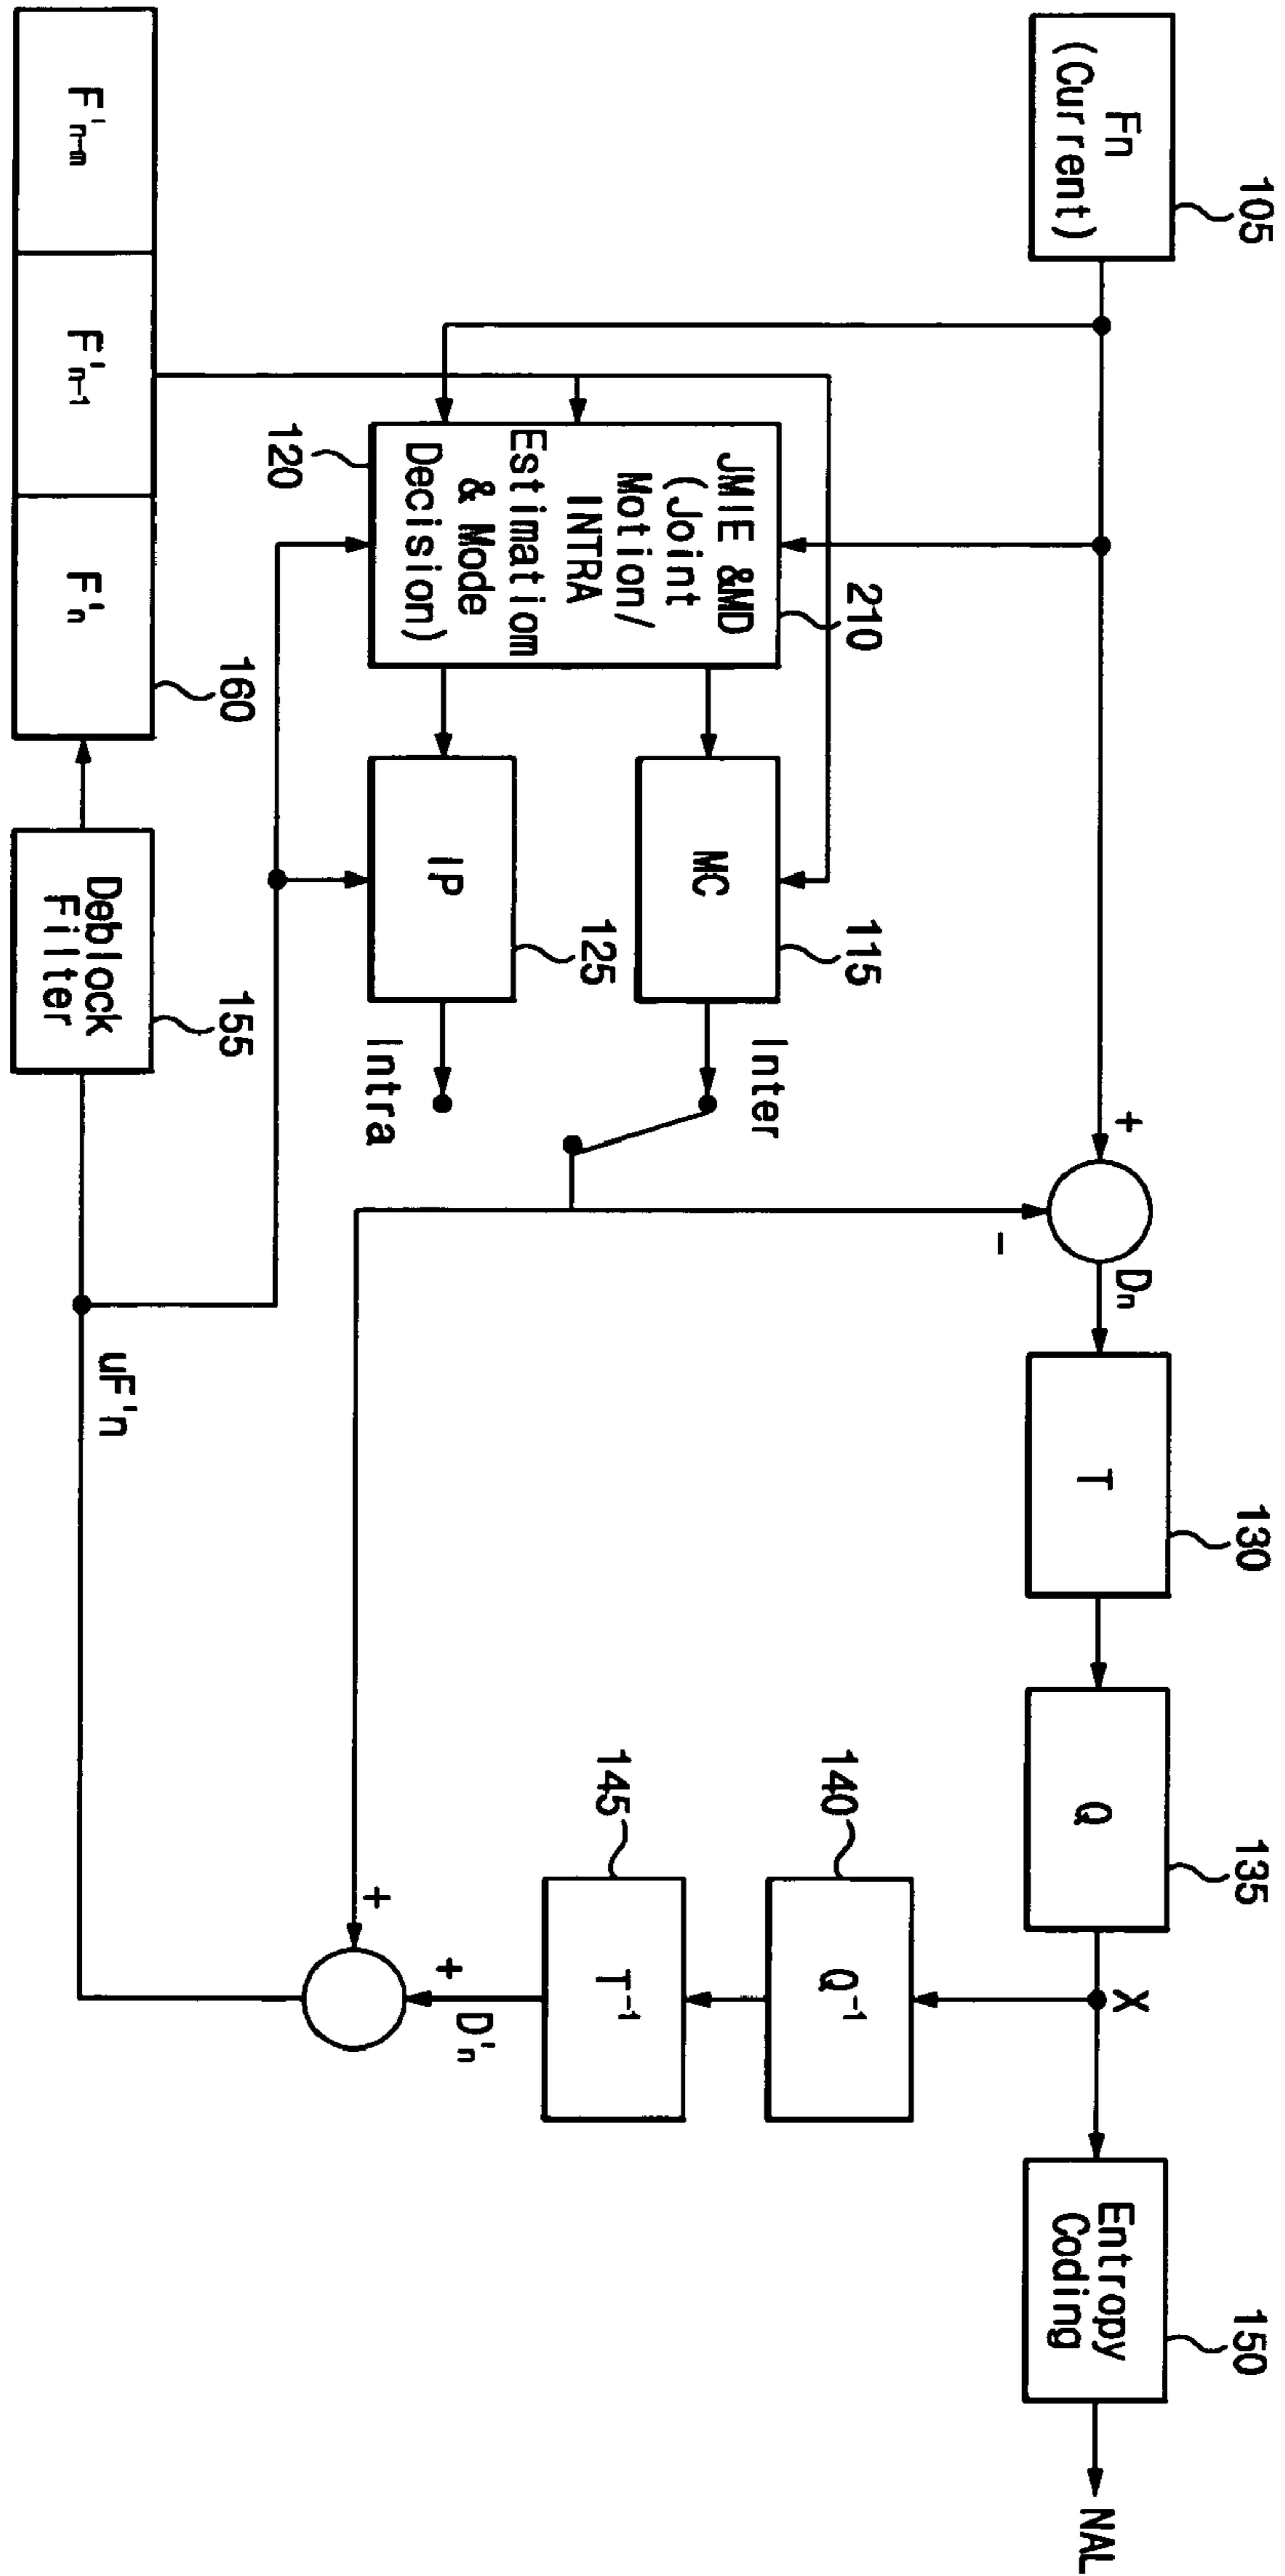 105
Fn
(Current)
JMIE &MD
(Joint
Motion/
INTRA
Estimatiom
& Mode
Decision)
210
120
MC
115
Inter
IP
125
Intra
+
-
Dn
T
130
Q
135
X
Entropy
Coding
150
NAL
Q⁻¹
140
T⁻¹
145
D'n
+
+
uF'n
Deblock
Filter
155
F'n-m
F'n-1
F'n
160